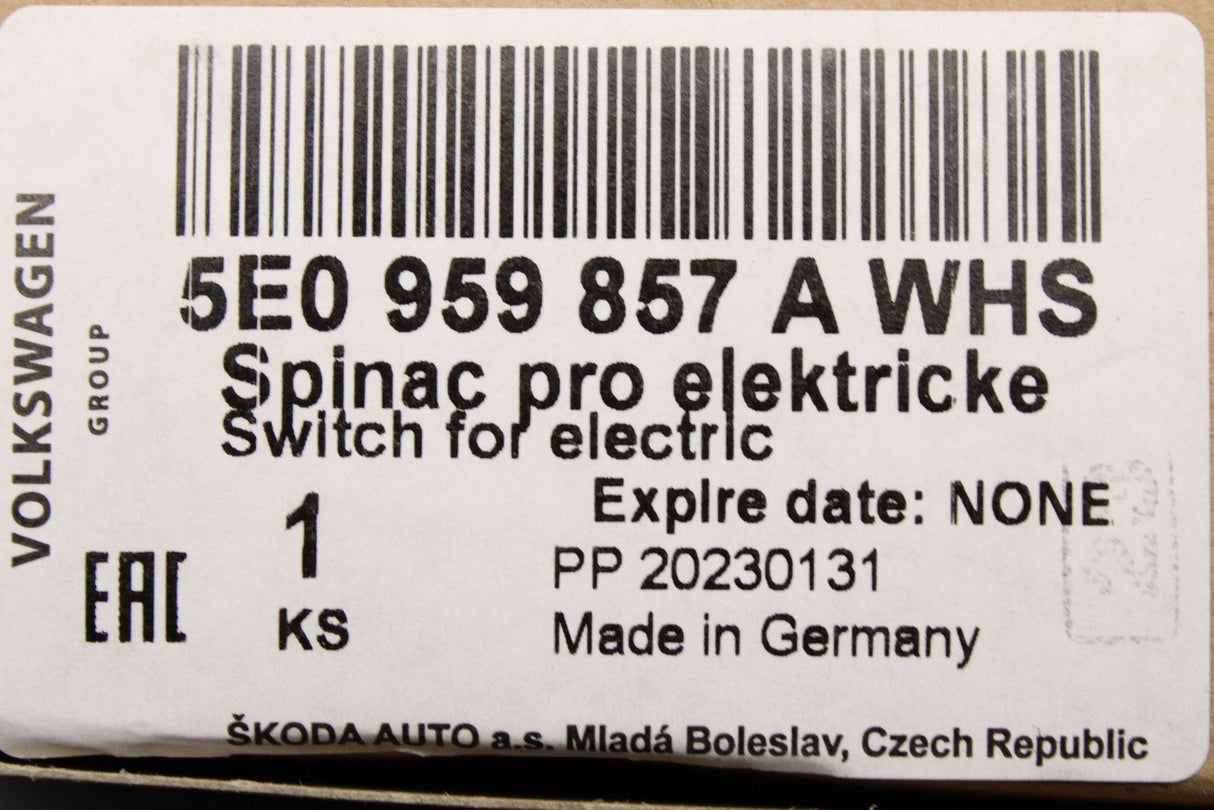 VOLKSWAGEN
GROUP
5E0 959 857 A WHS
Spinac pro elektricke
Switch for electric
Expire date: NONE
1
PP 20230131
EAC
KS
Made in Germany
ŠKODA AUTO a.s. Mladá Boleslav, Czech Republic